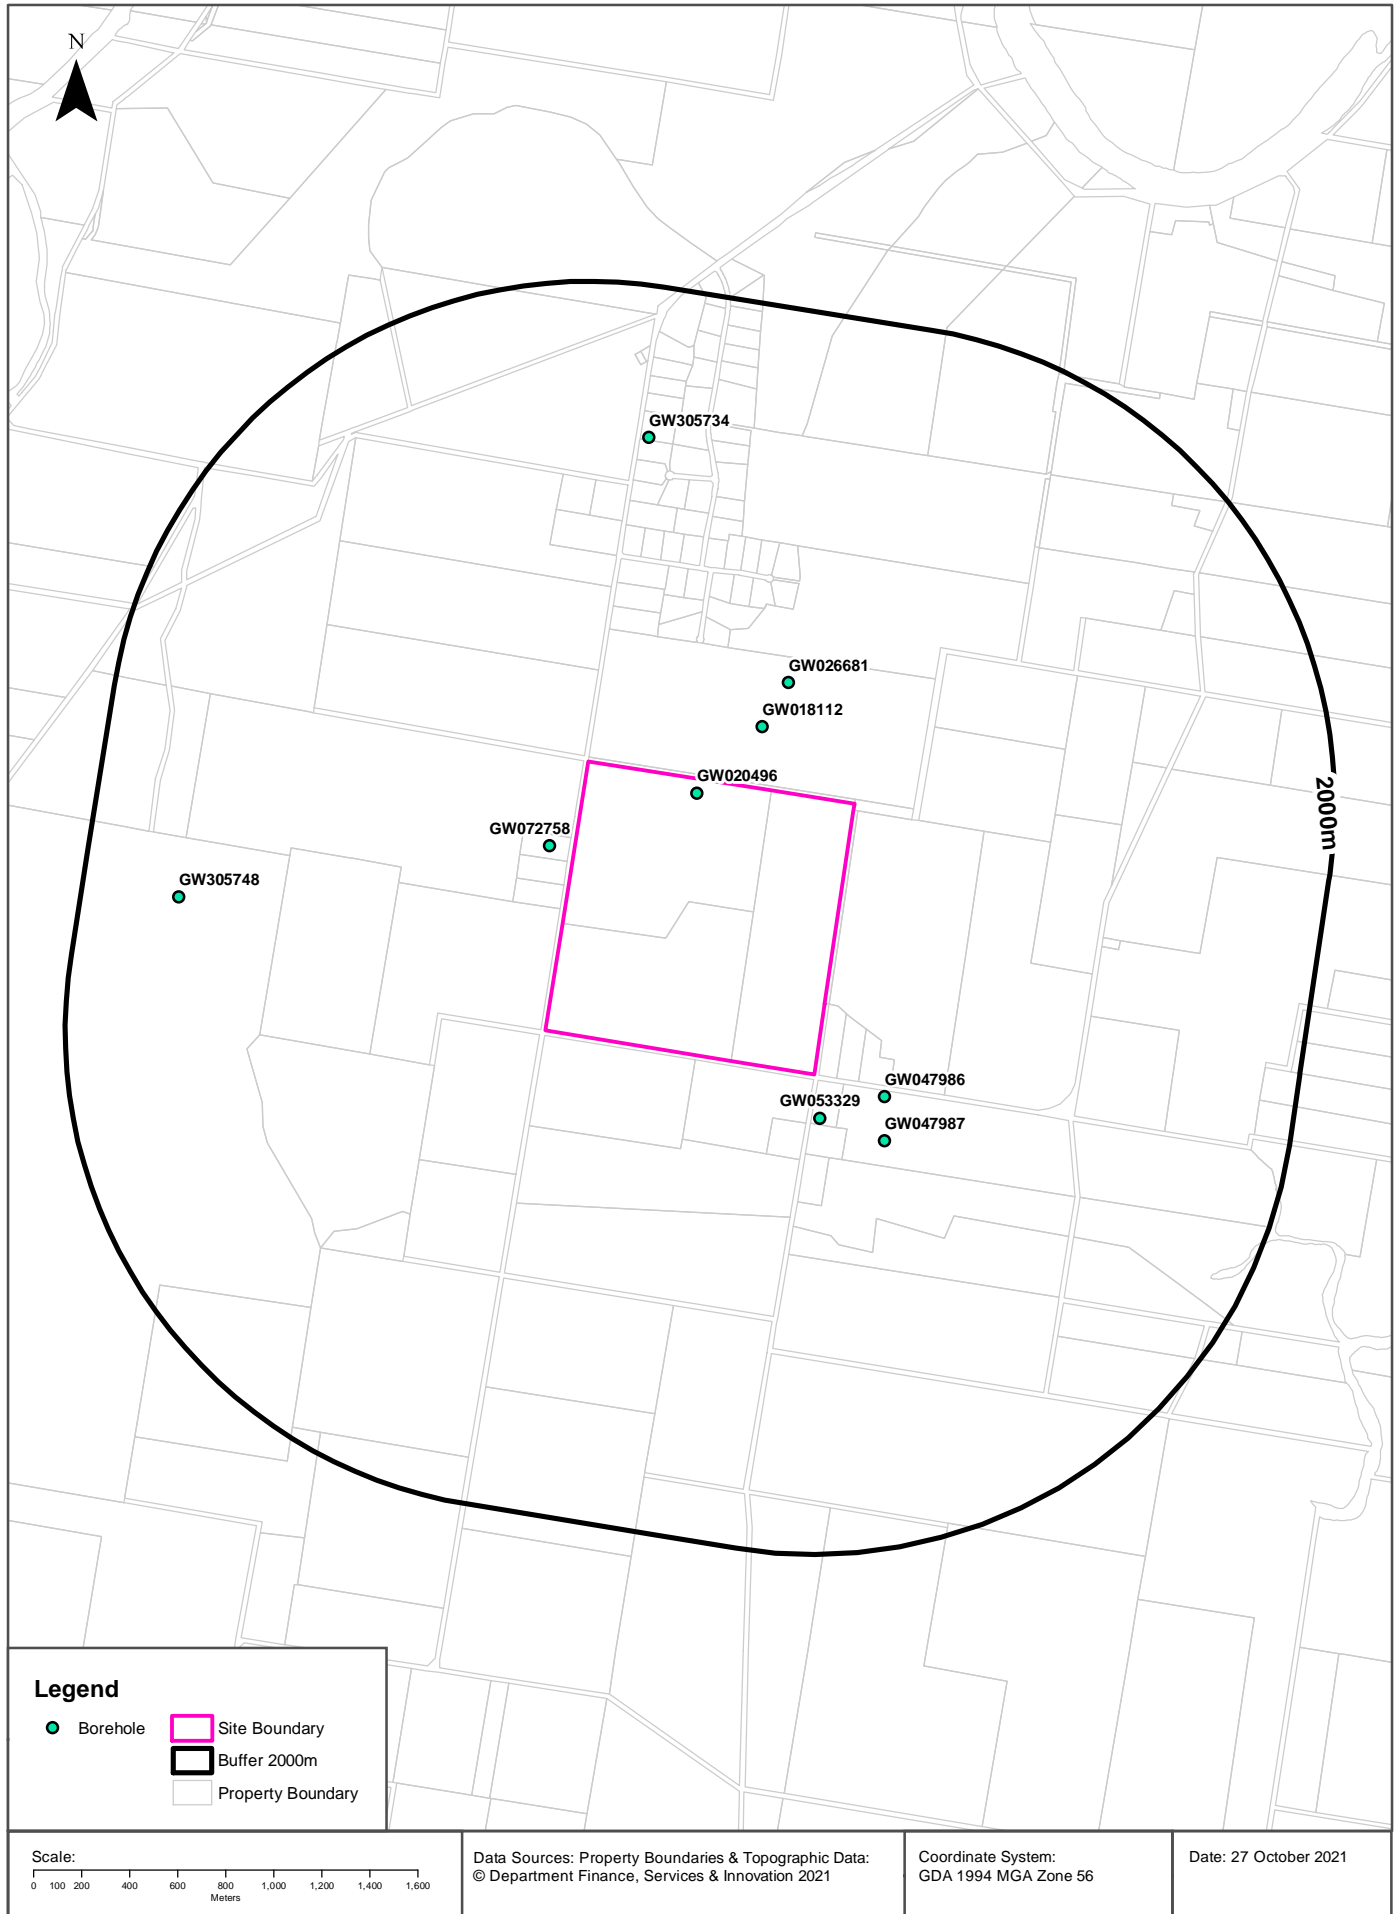 N
GW305734
GW026681
GW018112
GW020496
2000m
GW072758
GW305748
GW047986
GW053329
GW047987
Legend
Borehole
Site Boundary
Buffer 2000m
Property Boundary
Scale:
0 100 200 400 600 800 1,000 1,200 1,400 1,600
Meters
Data Sources: Property Boundaries & Topographic Data:
© Department Finance, Services & Innovation 2021
Coordinate System:
GDA 1994 MGA Zone 56
Date: 27 October 2021